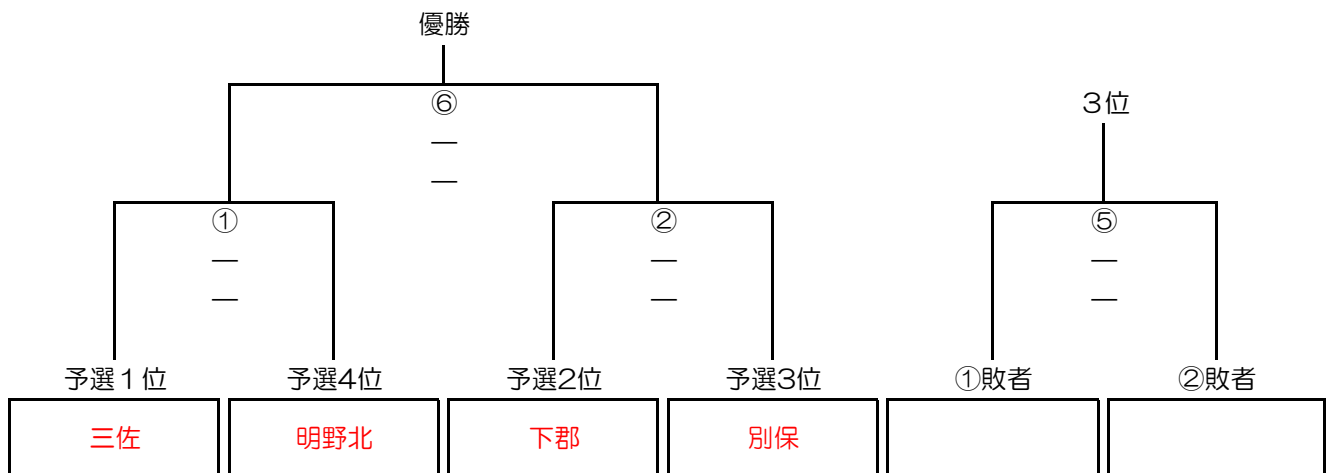 優勝
⑥
3位
―
―
① ② ⑤
― ― ―
― ― ―
予選1位 予選4位 予選2位 予選3位 ①敗者 ②敗者
三佐 明野北 下郡 別保